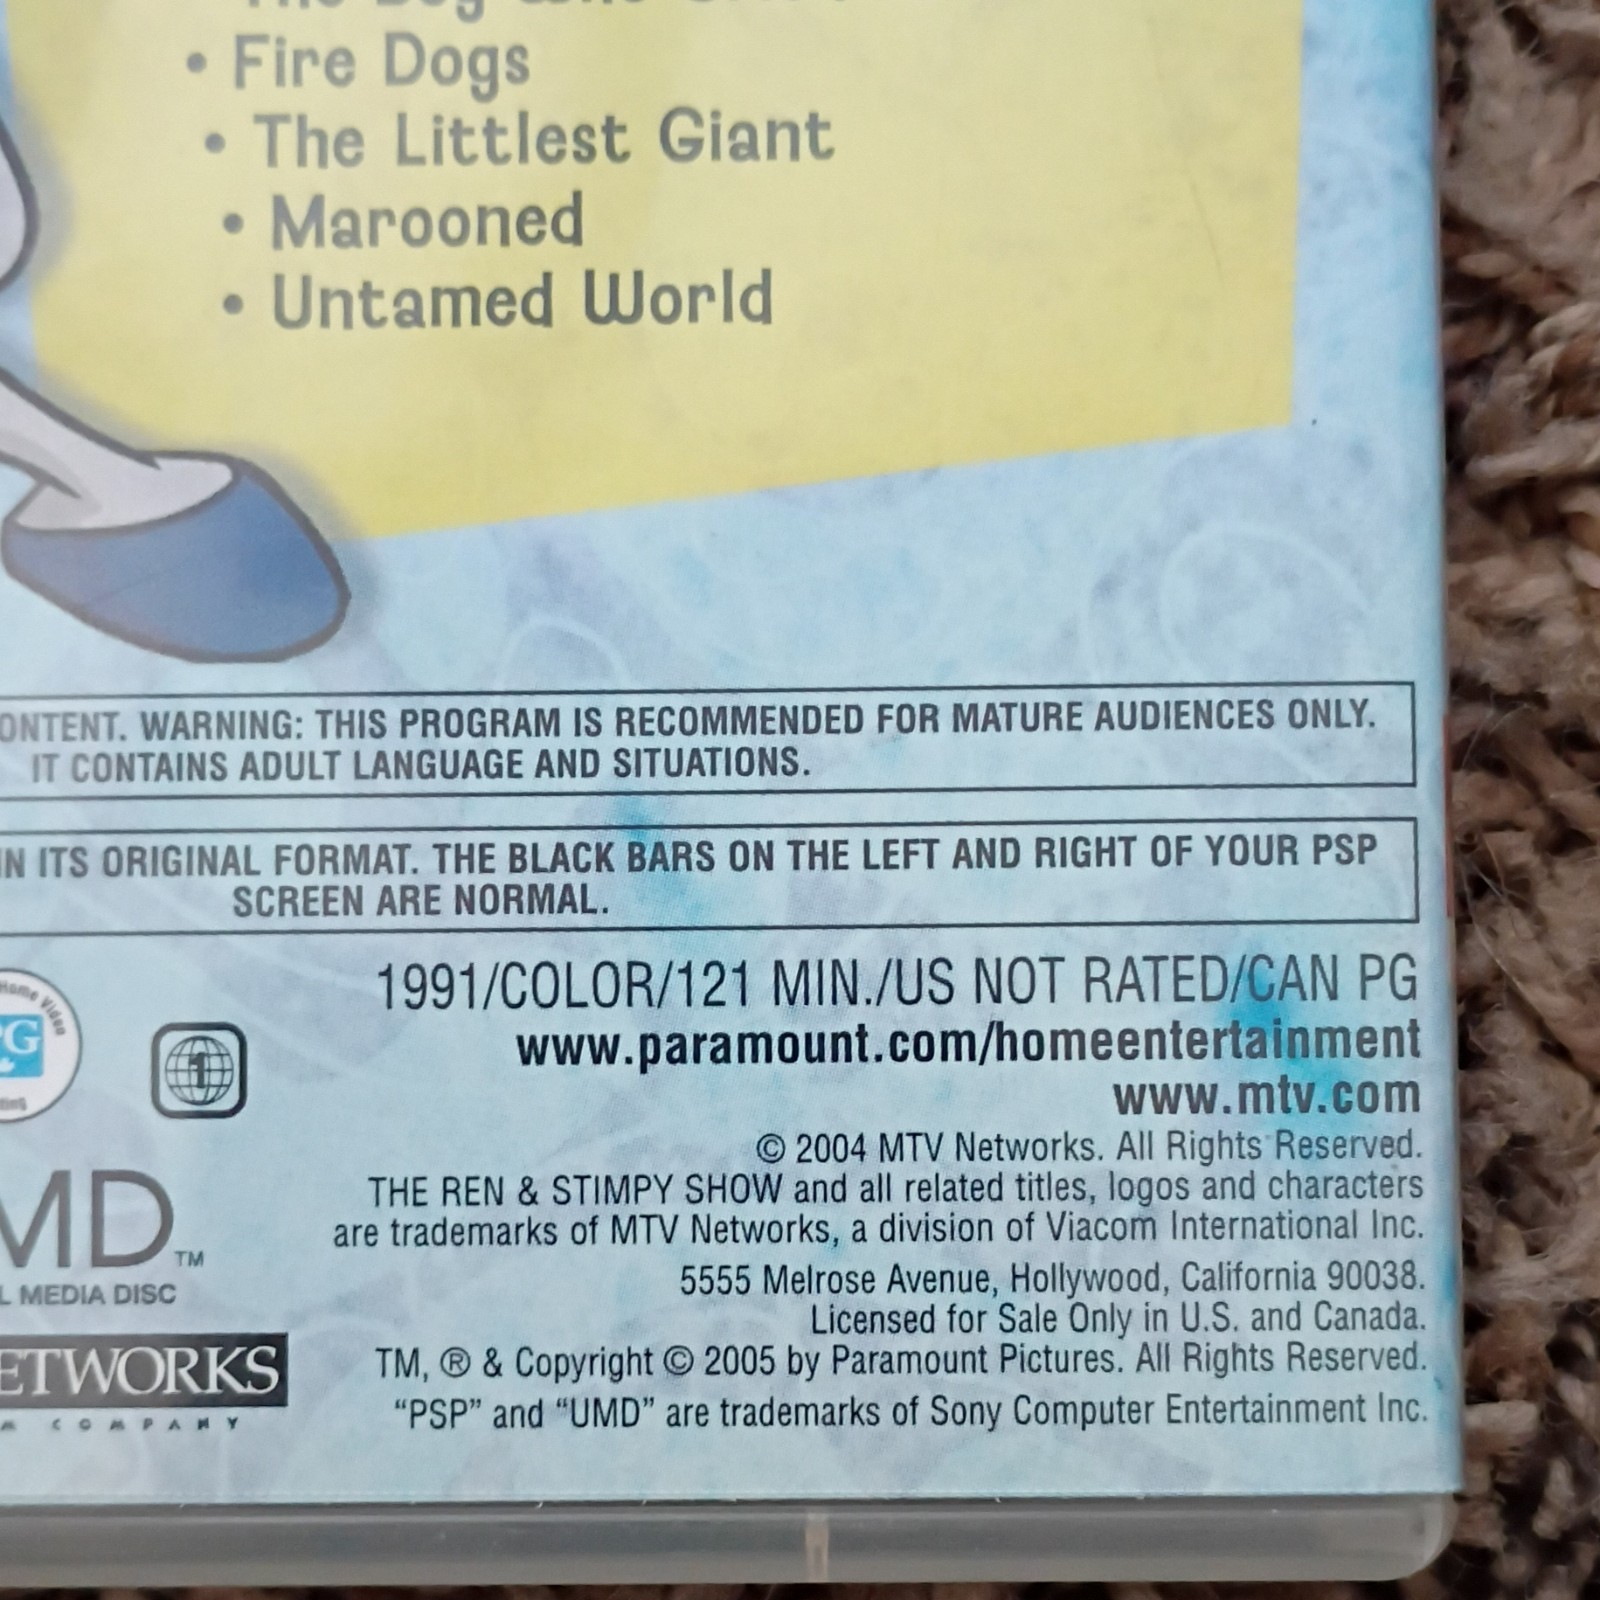 • Fire Dogs
• The Littlest Giant
• Marooned
• Untamed World
ONTENT. WARNING: THIS PROGRAM IS RECOMMENDED FOR MATURE AUDIENCES ONLY.
IT CONTAINS ADULT LANGUAGE AND SITUATIONS.
IN ITS ORIGINAL FORMAT. THE BLACK BARS ON THE LEFT AND RIGHT OF YOUR PSP
SCREEN ARE NORMAL.
1991/COLOR/121 MIN./US NOT RATED/CAN PG
www.paramount.com/homeentertainment
www.mtv.com
Home Video
PG
1
© 2004 MTV Networks. All Rights Reserved.
THE REN & STIMPY SHOW and all related titles, logos and characters
are trademarks of MTV Networks, a division of Viacom International Inc.
MD™
L MEDIA DISC
5555 Melrose Avenue, Hollywood, California 90038.
Licensed for Sale Only in U.S. and Canada.
ETWORKS
COMPANY
TM, ® & Copyright © 2005 by Paramount Pictures. All Rights Reserved.
“PSP” and “UMD” are trademarks of Sony Computer Entertainment Inc.